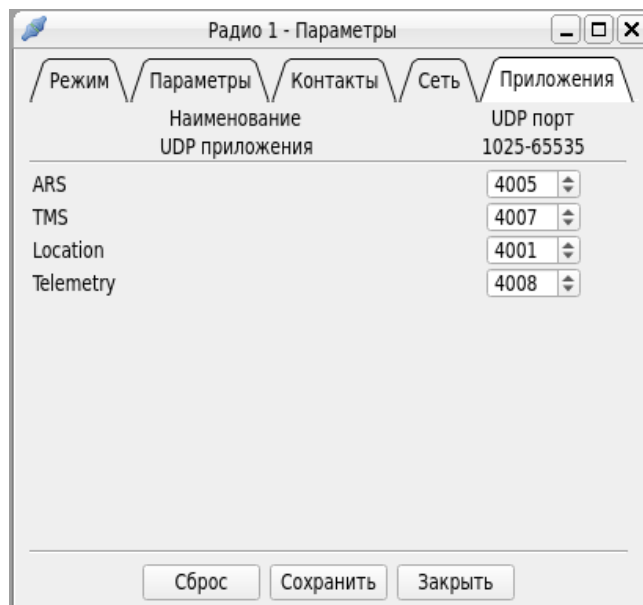 Радио 1 - Параметры
Режим Параметры Контакты Сеть Приложения
Наименование UDP порт
UDP приложения 1025-65535
ARS 4005
TMS 4007
Location 4001
Telemetry 4008
Сброс Сохранить Закрыть